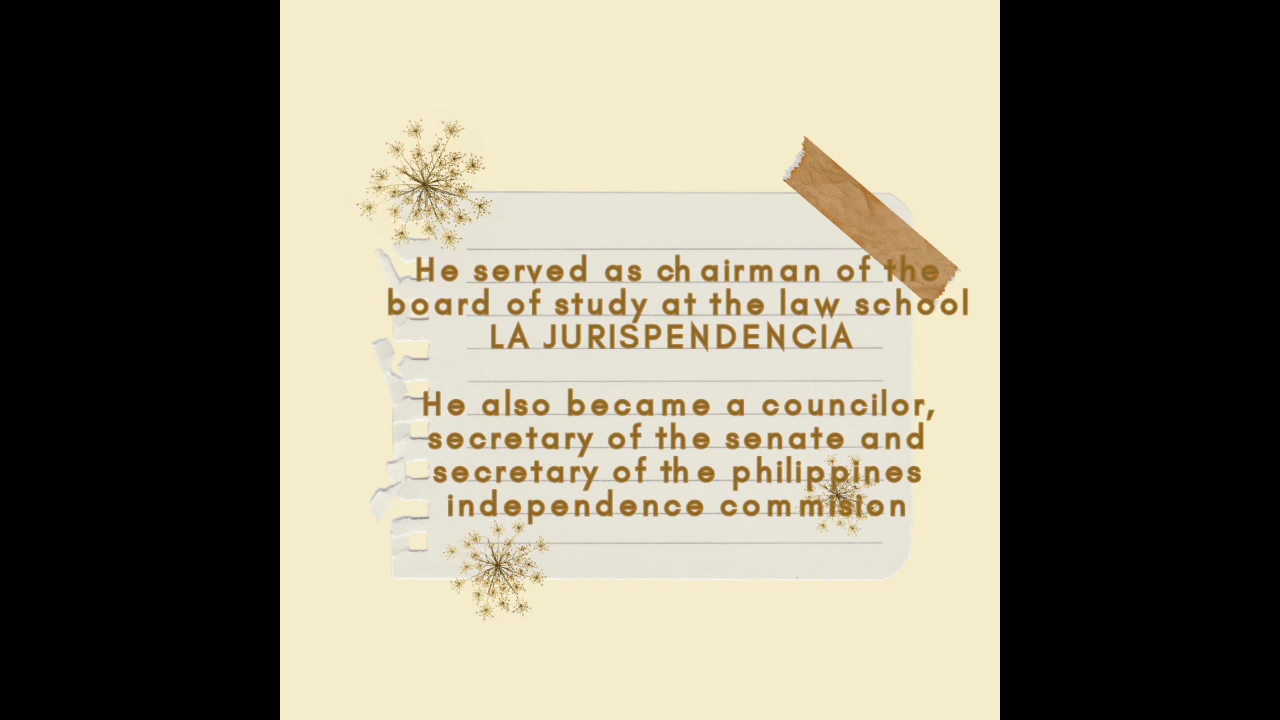 He served as chairman of the
board of study at the law school
LA JURISPENDENCIA
He also became a councilor,
secretary of the senate and
secretary of the philippines
independence commision